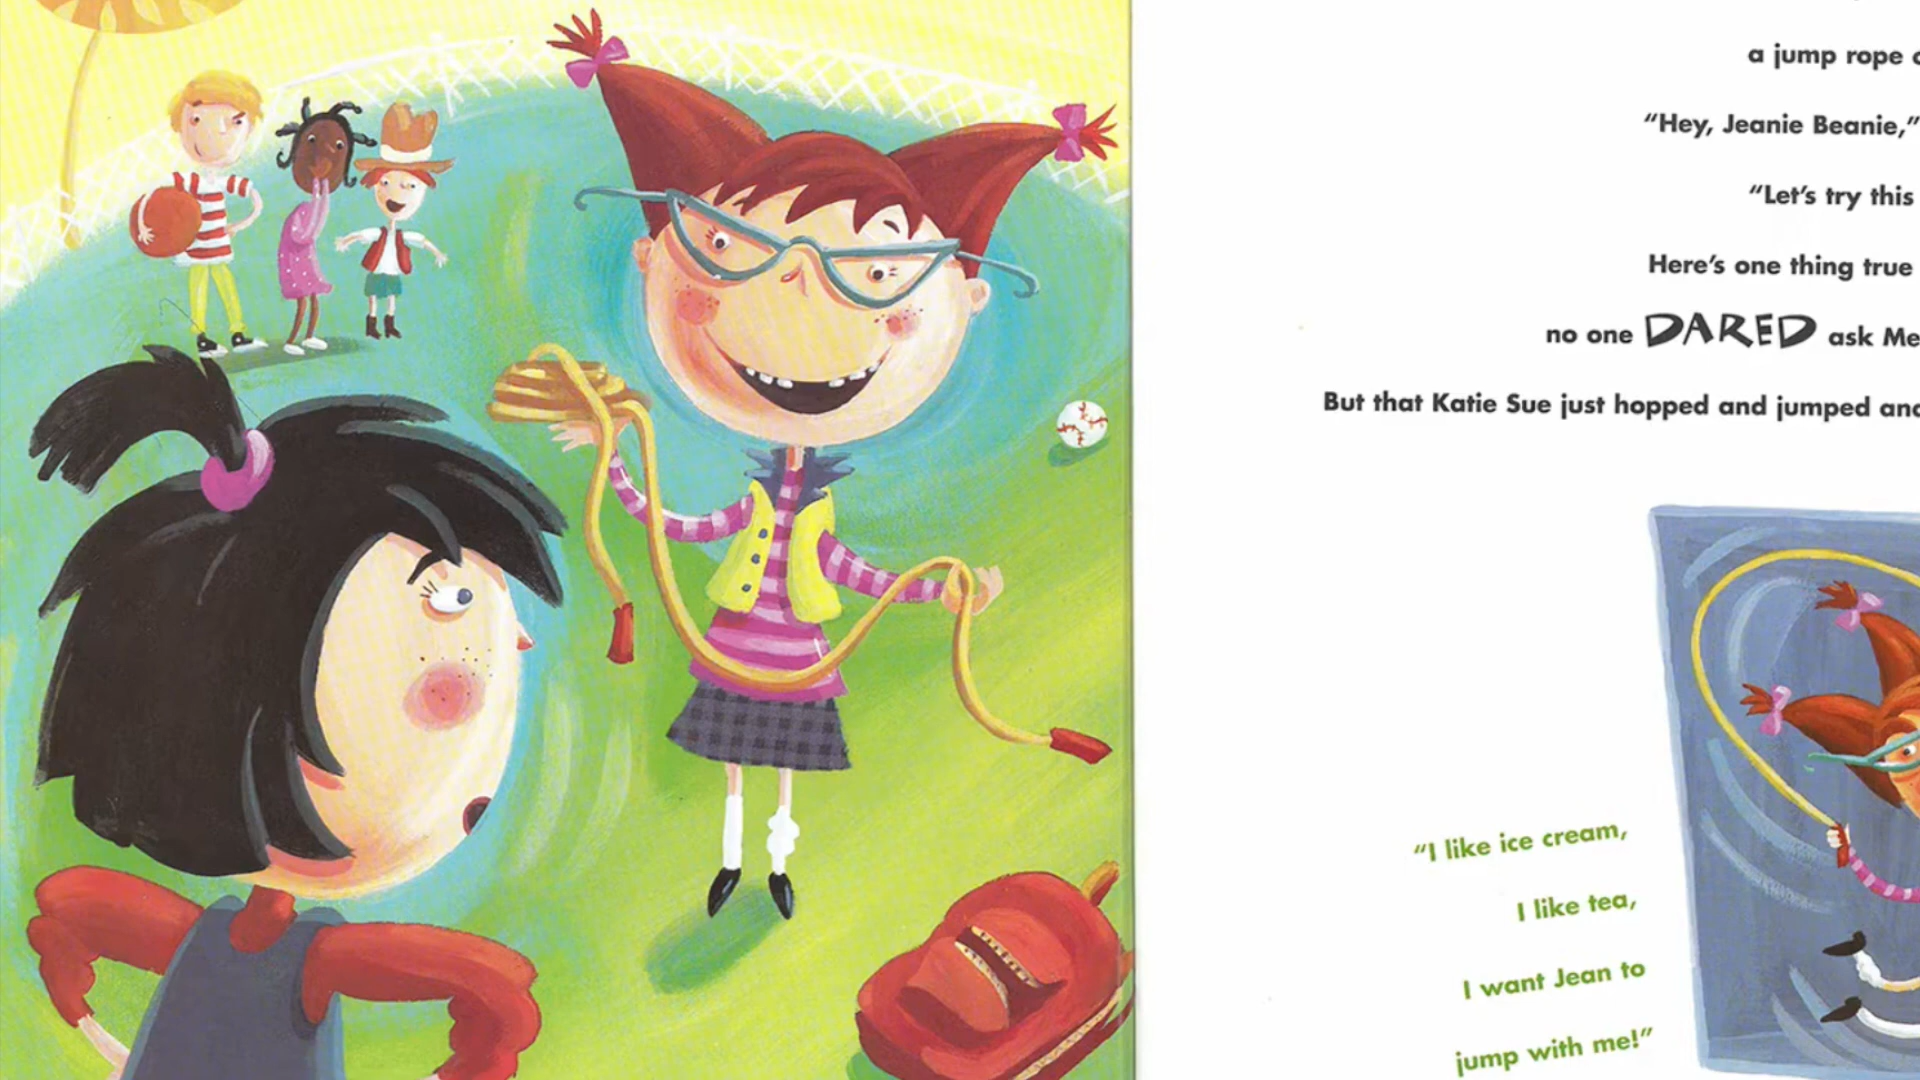 a jump rope
“Hey, Jeanie Beanie,”
“Let’s try this
Here’s one thing true
no one DARED ask
But that Katie Sue just hopped and jumped
“I like ice cream,
I like tea,
I want Jean to
jump with me!”